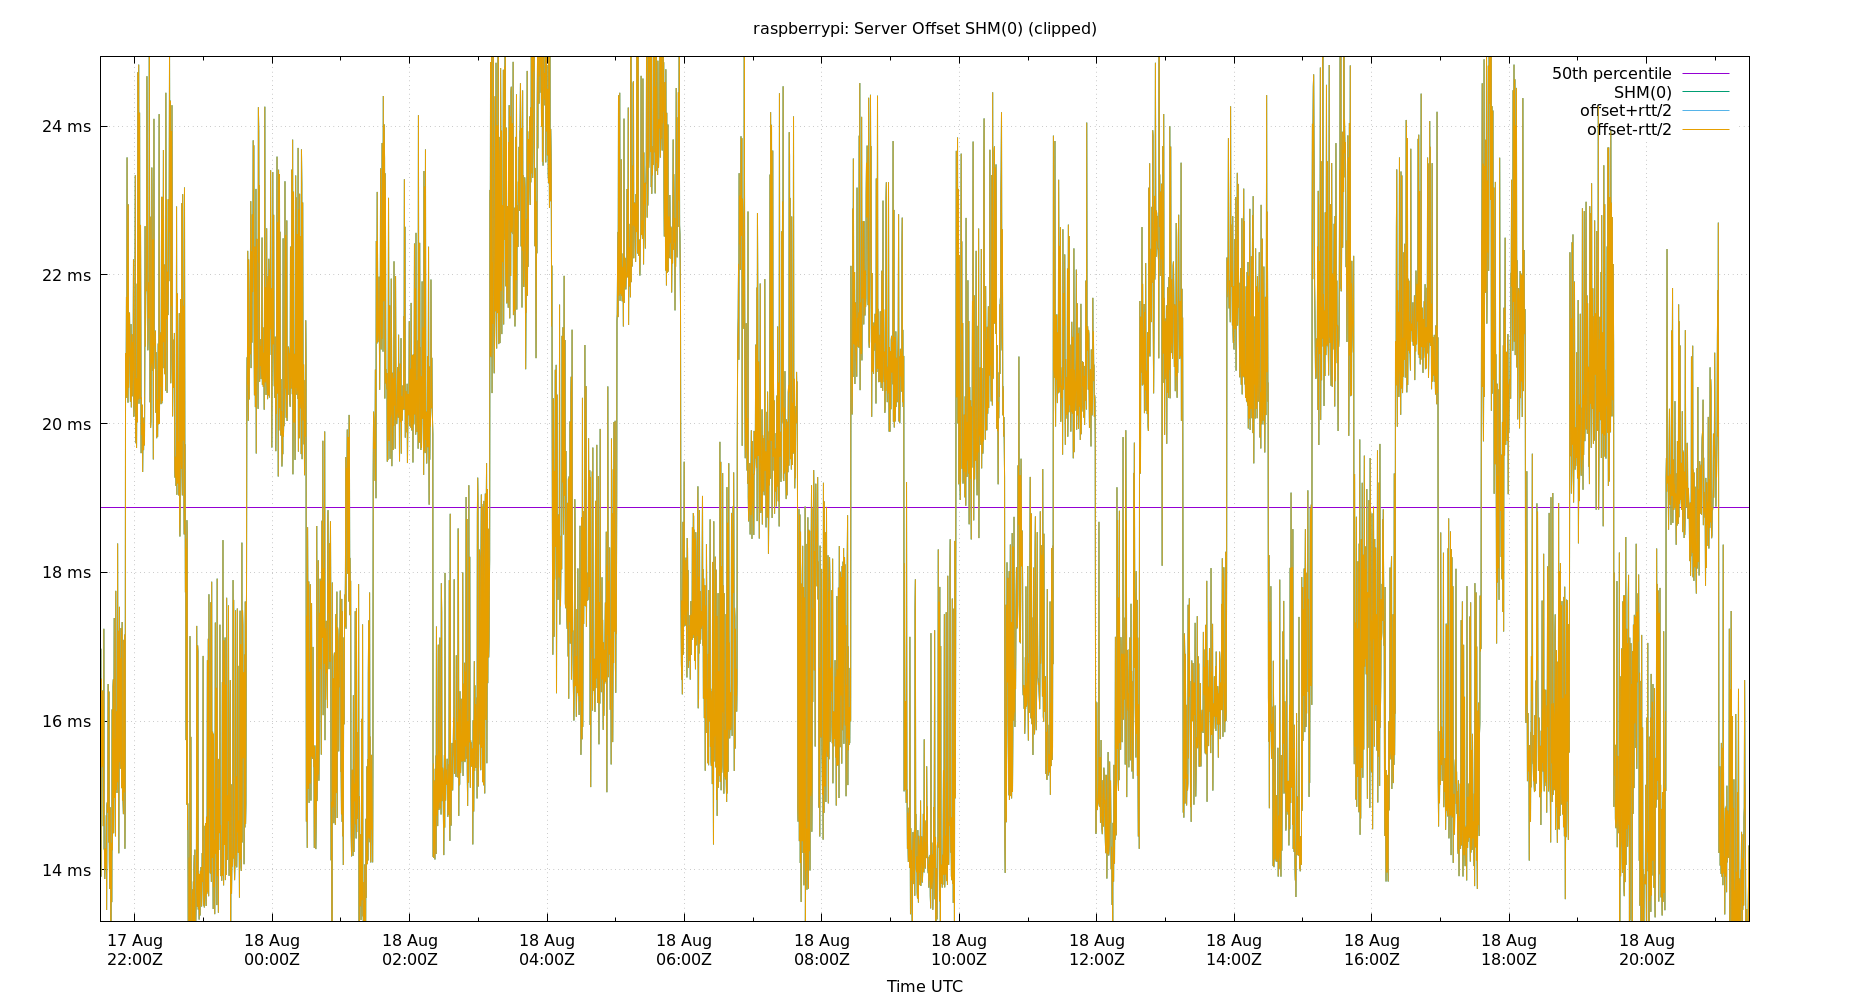 raspberrypi: Server Offset SHM(0) (clipped)
50th percentile
SHM(0)
offset+rtt/2
offset-rtt/2
24 ms
22 ms
20 ms
18 ms
16 ms
14 ms
17 Aug 18 Aug 18 Aug 18 Aug 18 Aug 18 Aug 18 Aug 18 Aug 18 Aug 18 Aug 18 Aug 18 Aug
22:00Z 00:00Z 02:00Z 04:00Z 06:00Z 08:00Z 10:00Z 12:00Z 14:00Z 16:00Z 18:00Z 20:00Z
Time UTC